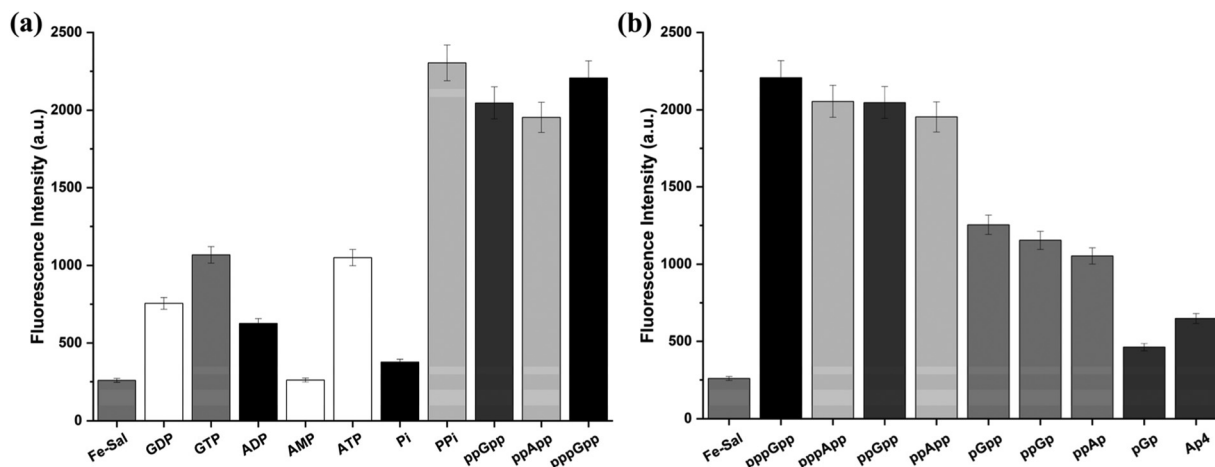 (a)
Fluorescence Intensity (a.u.)
2500
2000
1500
1000
500
0
Fe-Sal
GDP
GTP
ADP
AMP
ATP
Pi
PPi
ppGpp
ppApp
pppGpp
(b)
Fluorescence Intensity (a.u.)
2500
2000
1500
1000
500
0
Fe-Sal
pppGpp
pppApp
ppGpp
ppApp
pGpp
ppGp
ppAp
pGp
Ap4